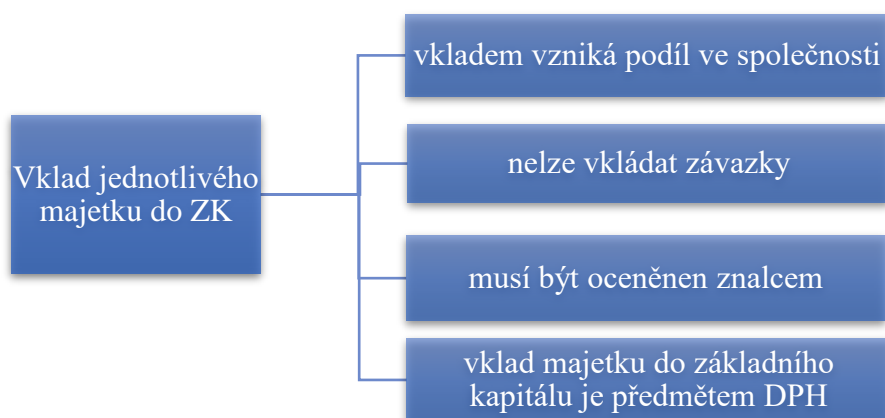 Vklad jednotlivého
majetku do ZK
vkladem vzniká podíl ve společnosti
nelze vkládat závazky
musí být oceněnen znalcem
vklad majetku do základního
kapitálu je předmětem DPH